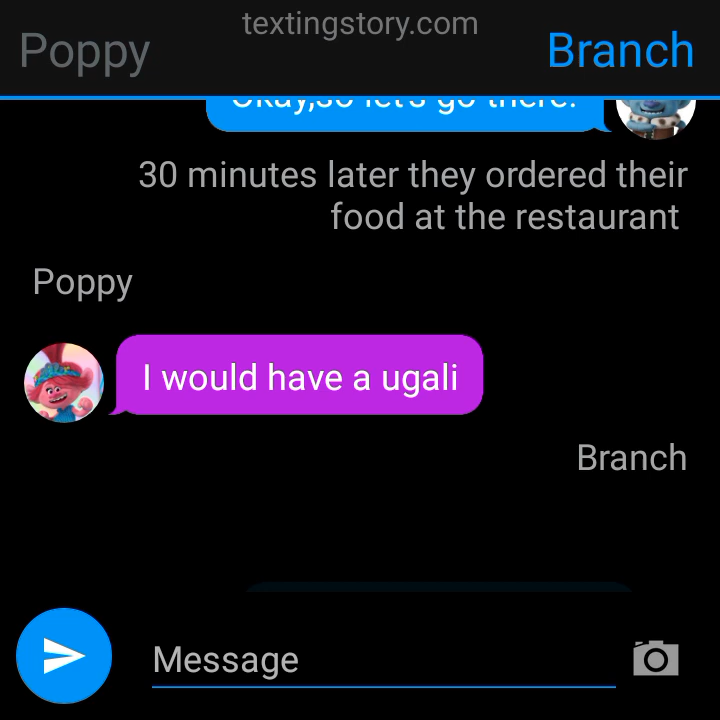 textingstory.com
Poppy
Branch
Okay,so let's go there!
30 minutes later they ordered their
food at the restaurant
Poppy
I would have a ugali
Branch
Message